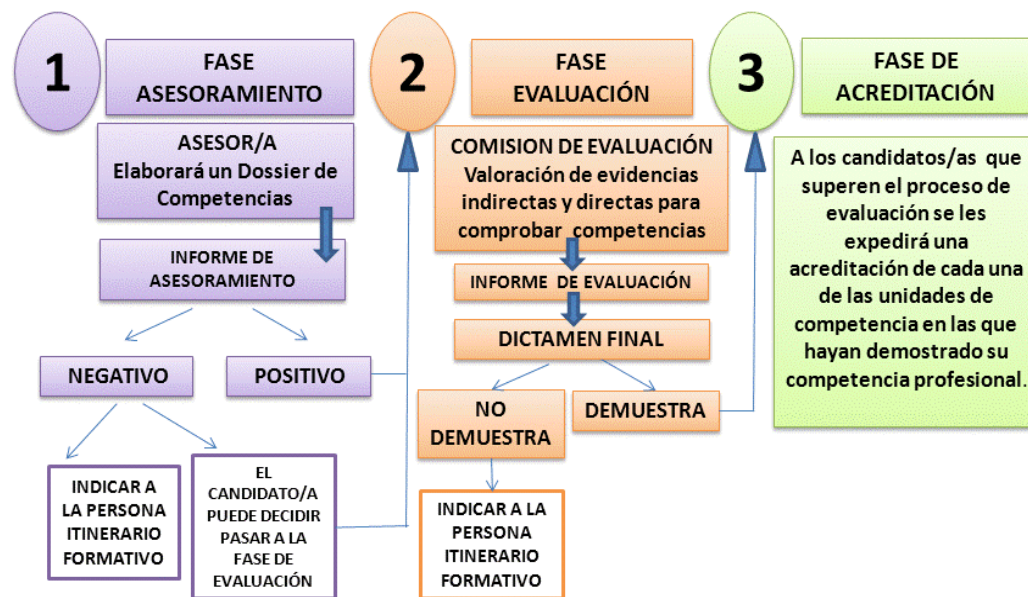 1
FASE
ASESORAMIENTO
ASESOR/A
Elaborará un Dossier de
Competencias
INFORME DE
ASESORAMIENTO
NEGATIVO
POSITIVO
INDICAR A
LA PERSONA
ITINERARIO
FORMATIVO
EL
CANDIDATO/A
PUEDE DECIDIR
PASAR A LA
FASE DE
EVALUACIÓN
2
FASE
EVALUACIÓN
COMISION DE EVALUACIÓN
Valoración de evidencias
indirectas y directas para
comprobar competencias
INFORME DE EVALUACIÓN
DICTAMEN FINAL
NO
DEMUESTRA
DEMUESTRA
INDICAR A LA
PERSONA
ITINERARIO
FORMATIVO
3
FASE DE
ACREDITACIÓN
A los candidatos/as que
superen el proceso de
evaluación se les
expedirá una
acreditación de cada una
de las unidades de
competencia en las que
hayan demostrado su
competencia profesional.